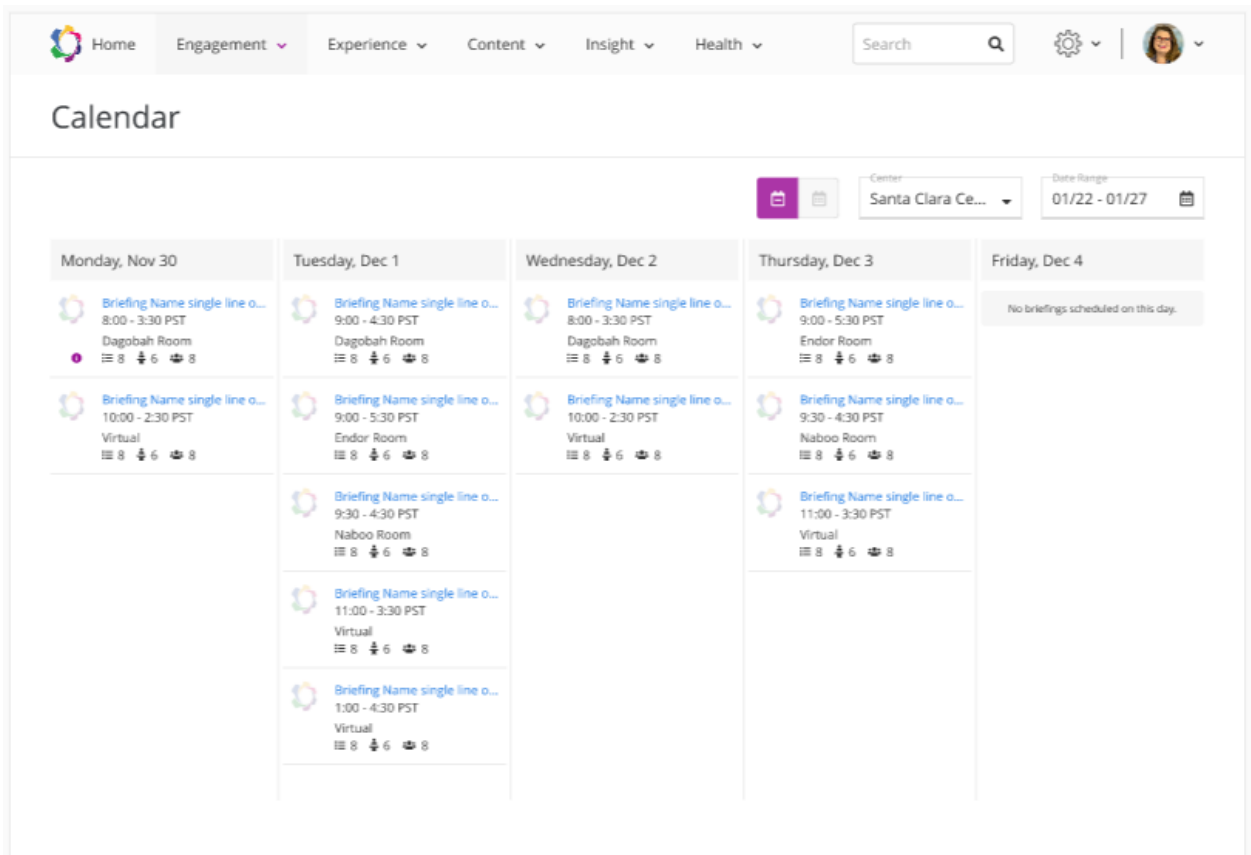 Home Engagement Experience Content Insight Health Search
Calendar
Center
Santa Clara Ce...
Date Range
01/22 - 01/27
Monday, Nov 30
Briefing Name single line o...
8:00 - 3:30 PST
Dagobah Room
8 6 8
Briefing Name single line o...
10:00 - 2:30 PST
Virtual
8 6 8
Tuesday, Dec 1
Briefing Name single line o...
9:00 - 4:30 PST
Dagobah Room
8 6 8
Briefing Name single line o...
9:00 - 5:30 PST
Endor Room
8 6 8
Briefing Name single line o...
9:30 - 4:30 PST
Naboo Room
8 6 8
Briefing Name single line o...
11:00 - 3:30 PST
Virtual
8 6 8
Briefing Name single line o...
1:00 - 4:30 PST
Virtual
8 6 8
Wednesday, Dec 2
Briefing Name single line o...
8:00 - 3:30 PST
Dagobah Room
8 6 8
Briefing Name single line o...
10:00 - 2:30 PST
Virtual
8 6 8
Thursday, Dec 3
Briefing Name single line o...
9:00 - 5:30 PST
Endor Room
8 6 8
Briefing Name single line o...
9:30 - 4:30 PST
Naboo Room
8 6 8
Briefing Name single line o...
11:00 - 3:30 PST
Virtual
8 6 8
Friday, Dec 4
No briefings scheduled on this day.